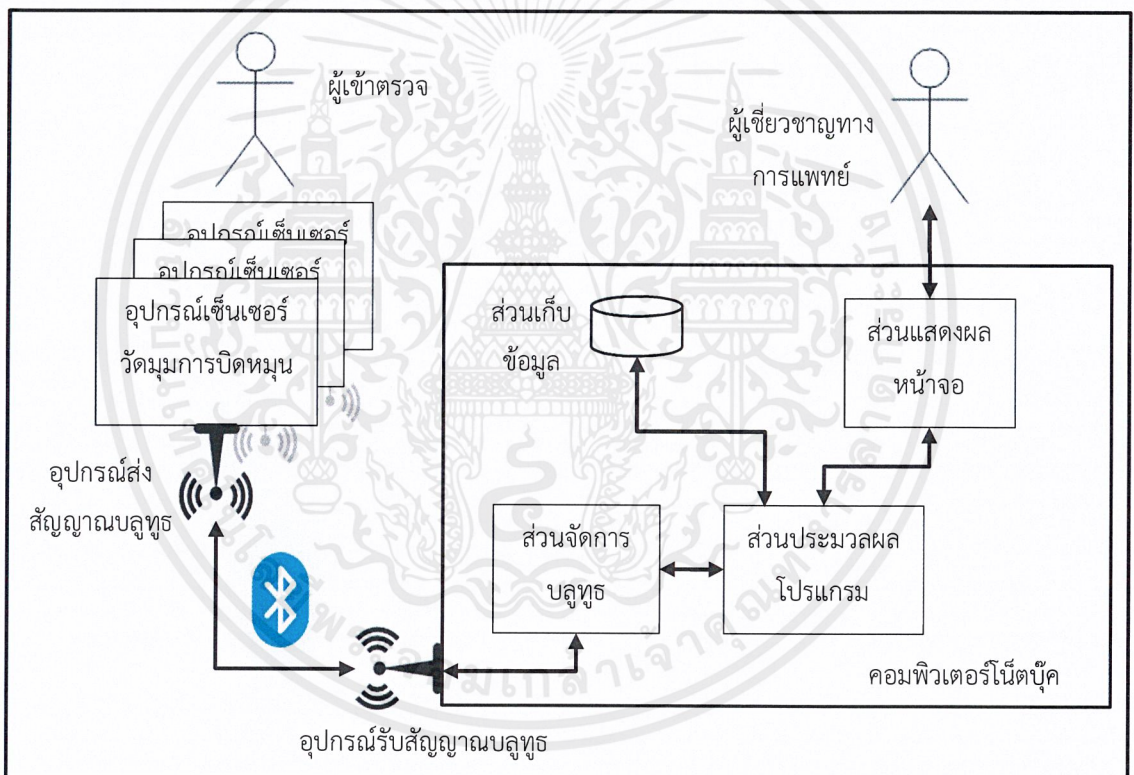 ผู้เข้าตรวจ
ผู้เชี่ยวชาญทาง
การแพทย์
อุปกรณ์เซ็นเซอร์
อุปกรณ์เซ็นเซอร์
อุปกรณ์เซ็นเซอร์
วัดมุมการบิดหมุน
ส่วนเก็บ
ข้อมูล
ส่วนแสดงผล
หน้าจอ
อุปกรณ์ส่ง
สัญญาณบลูทูธ
ส่วนจัดการ
บลูทูธ
ส่วนประมวลผล
โปรแกรม
คอมพิวเตอร์โน็ตบุ๊ค
อุปกรณ์รับสัญญาณบลูทูธ